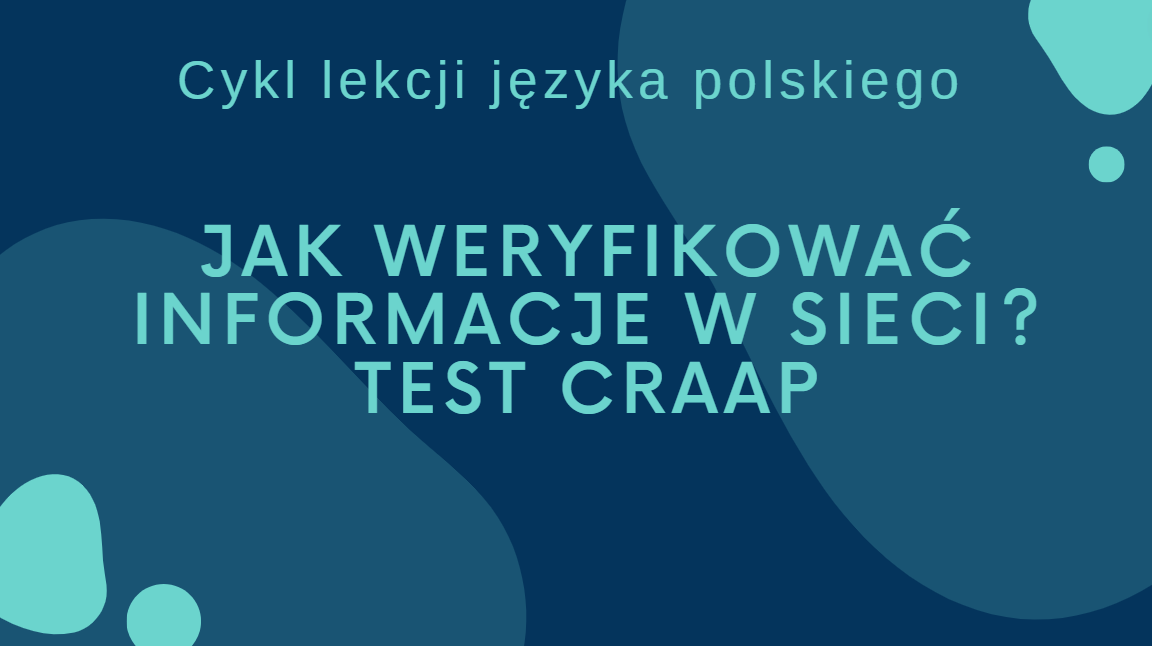 Cykl lekcji języka polskiego
JAK WERYFIKOWAĆ
INFORMACJE W SIECI?
TEST CRAAP